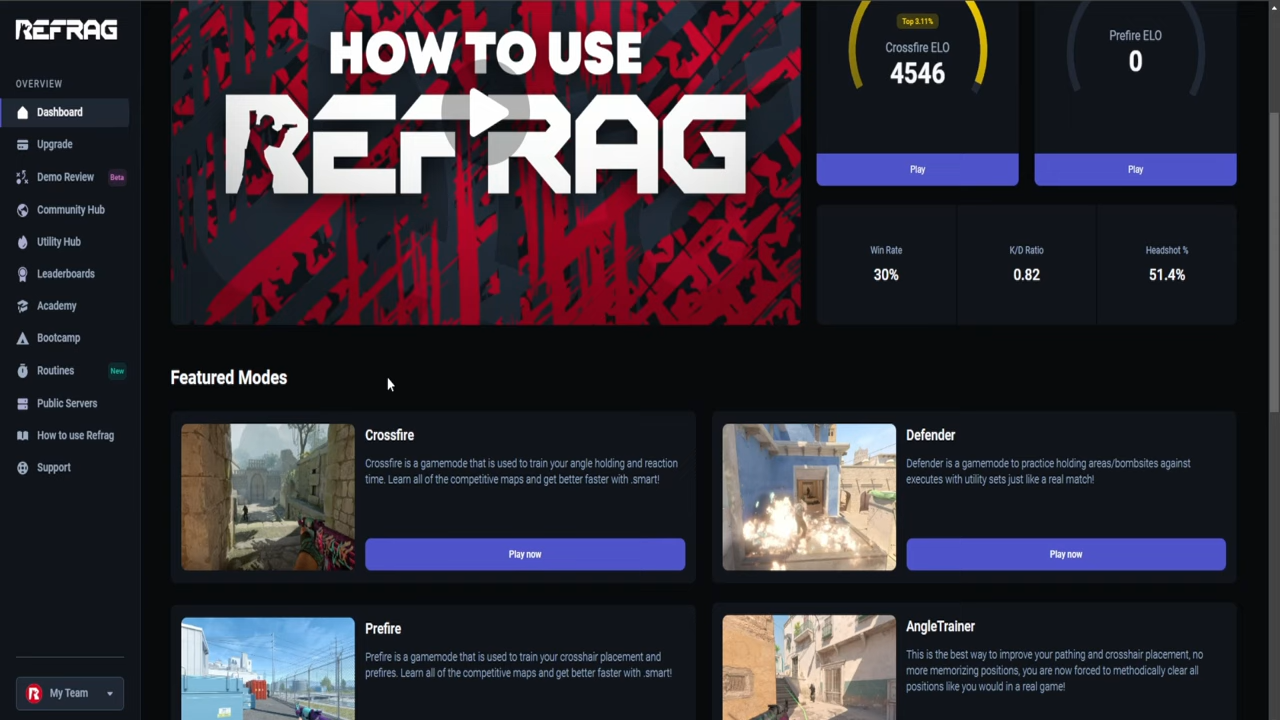 REFRAG
OVERVIEW
Dashboard
Upgrade
Demo Review Beta
Community Hub
Utility Hub
Leaderboards
Academy
Bootcamp
Routines New
Public Servers
How to use Refrag
Support
My Team
HOW TO USE
REFRAG
Top 3.11%
Crossfire ELO
4546
Play
Prefire ELO
0
Play
Win Rate
30%
K/D Ratio
0.82
Headshot %
51.4%
Featured Modes
Crossfire
Crossfire is a gamemode that is used to train your angle holding and reaction
time. Learn all of the competitive maps and get better faster with .smart!
Play now
Defender
Defender is a gamemode to practice holding areas/bombsites against
executes with utility sets just like a real match!
Play now
Prefire
Prefire is a gamemode that is used to train your crosshair placement and
prefires. Learn all of the competitive maps and get better faster with .smart!
AngleTrainer
This is the best way to improve your pathing and crosshair placement, no
more memorizing positions, you are now forced to methodically clear all
positions like you would in a real game!